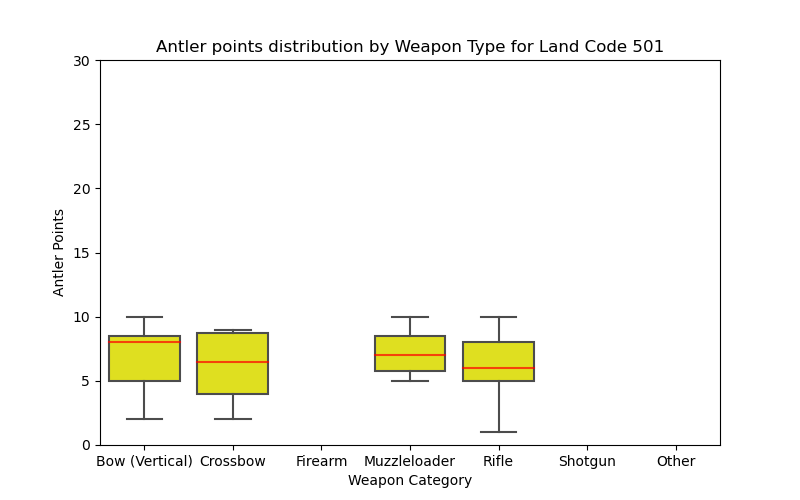 Antler points distribution by Weapon Type for Land Code 501
30
25
20
15
10
5
0
Antler Points
Bow (Vertical) Crossbow Firearm Muzzleloader Rifle Shotgun Other
Weapon Category